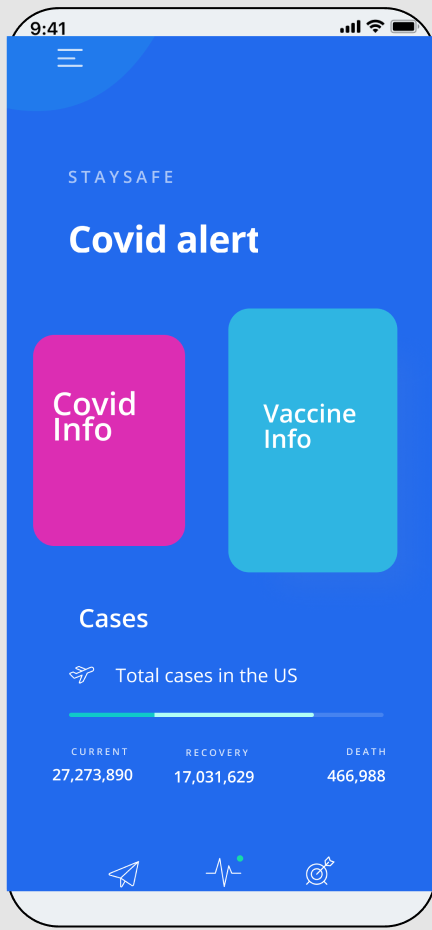 9:41
STAYSAFE
Covid alert
Covid
Info
Vaccine
Info
Cases
Total cases in the US
CURRENT RECOVERY DEATH
27,273,890 17,031,629 466,988